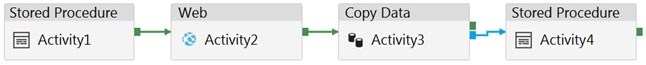 Stored Procedure
Activity1
Web
Activity2
Copy Data
Activity3
Stored Procedure
Activity4